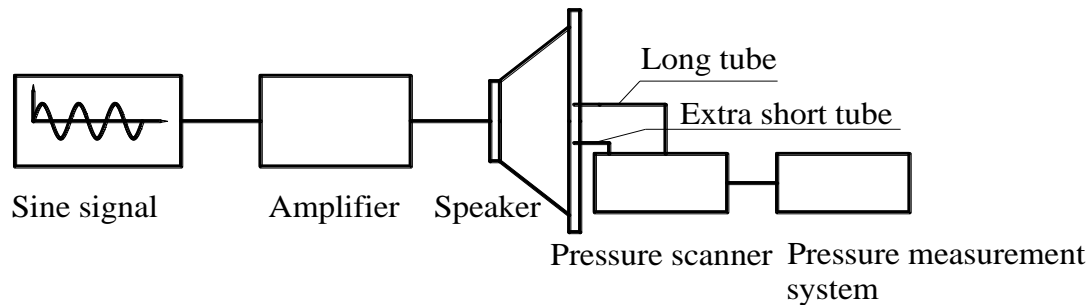 Long tube
Extra short tube
Sine signal
Amplifier
Speaker
Pressure scanner
Pressure measurement
system